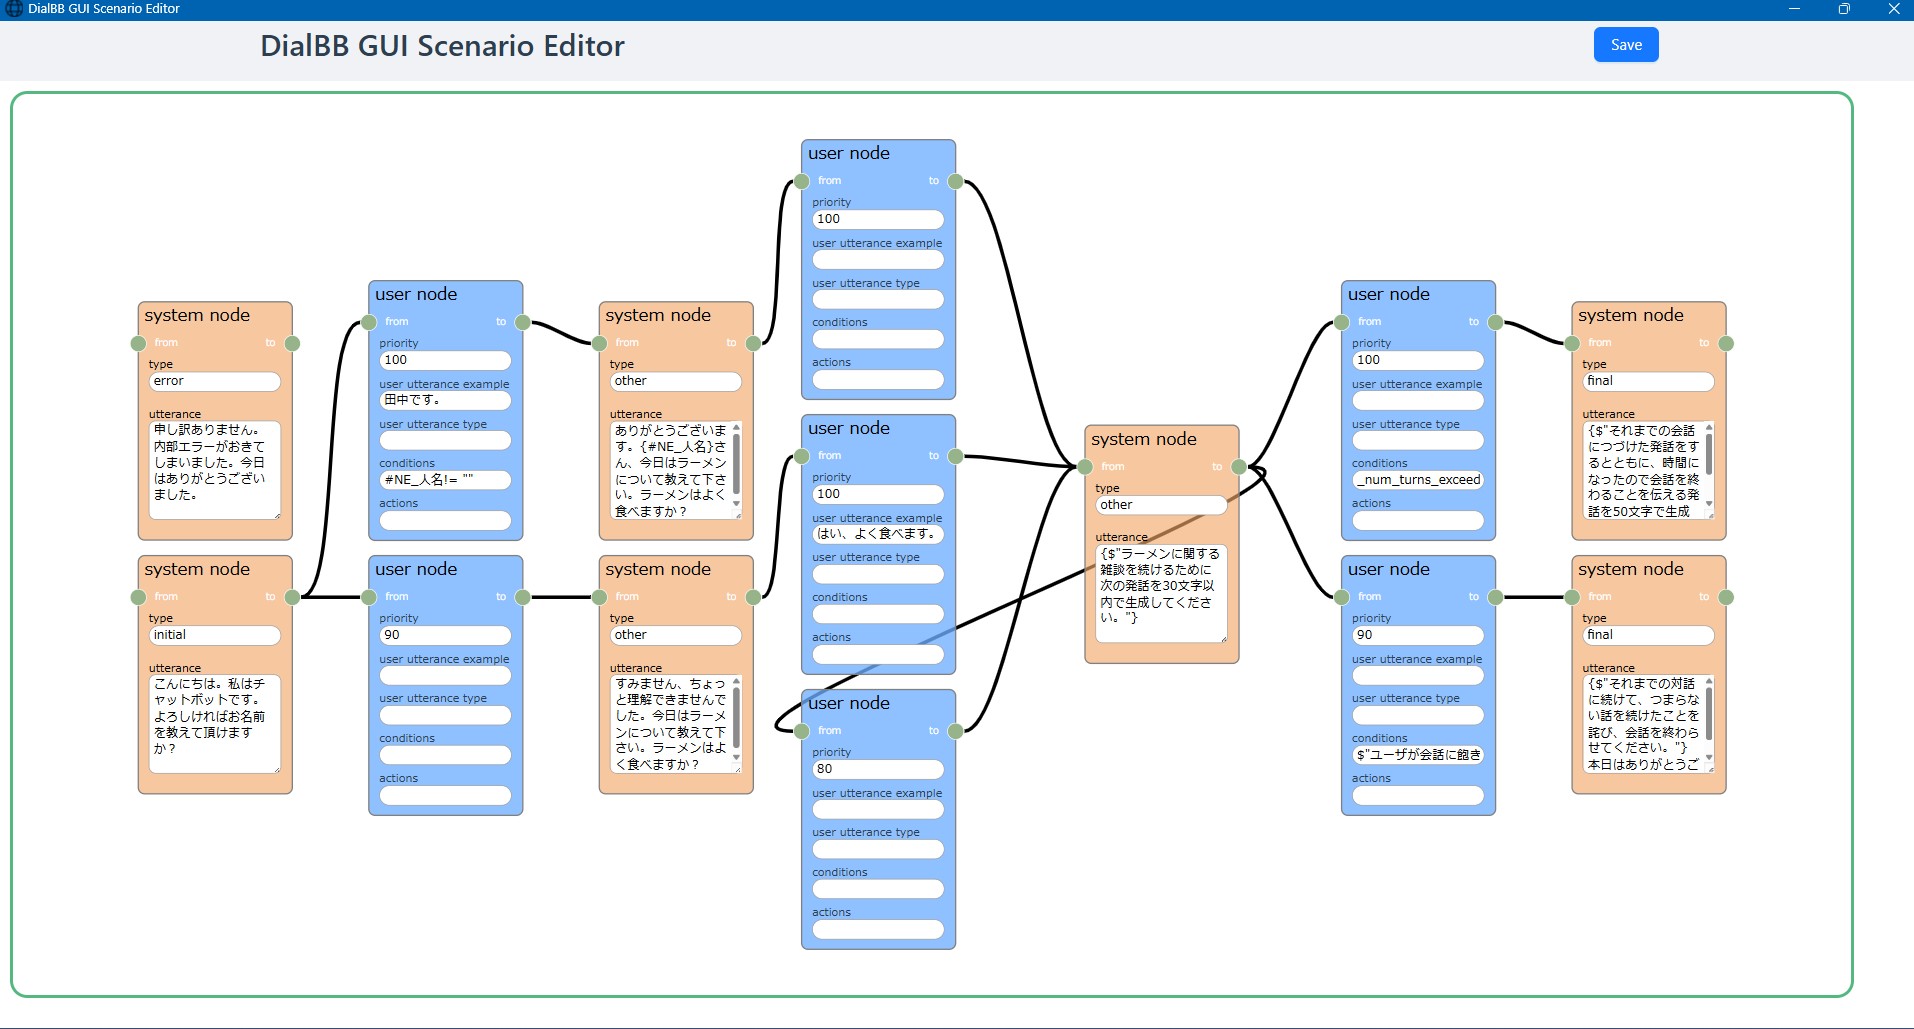 DialBB GUI Scenario Editor
DialBB GUI Scenario Editor
Save
system node
from to
type
error
utterance
申し訳ありません。
内部エラーがおきて
しまいました。今日
はありがとうござい
ました。
system node
from to
type
initial
utterance
こんにちは。私はチ
ャットボットです。
よろしければお名前
を教えて頂けます
か？
user node
from to
priority
100
user utterance example
田中です。
user utterance type
conditions
#NE_人名!= ""
actions
user node
from to
priority
90
user utterance example
user utterance type
conditions
actions
system node
from to
type
other
utterance
ありがとうございま
す。{#NE_人名}さ
ん、今日はラーメン
について教えて下さ
い。ラーメンはよく
食べますか？
system node
from to
type
other
utterance
すみません、ちょっ
と理解できませんで
した。今日はラーメ
ンについて教えて下
さい。ラーメンはよ
く食べますか？
user node
from to
priority
100
user utterance example
user utterance type
conditions
actions
user node
from to
priority
100
user utterance example
はい、よく食べます。
user utterance type
conditions
actions
user node
from to
priority
80
user utterance example
user utterance type
conditions
actions
system node
from to
type
other
utterance
{$"ラーメンに関する
雑談を続けるために
次の発話を30文字以
内で生成してくださ
い。"}
user node
from to
priority
100
user utterance example
user utterance type
conditions
_num_turns_exceed
actions
user node
from to
priority
90
user utterance example
user utterance type
conditions
$"ユーザが会話に飽き
actions
system node
from to
type
final
utterance
{$"それまでの会話
につづけた発話をす
るとともに、時間に
なったので会話を終
わることを伝える発
話を50文字で生成
system node
from to
type
final
utterance
{$"それまでの対話
に続けて、つまらな
い話を続けたことを
詫び、会話を終わら
せてください。"}
本日はありがとうご